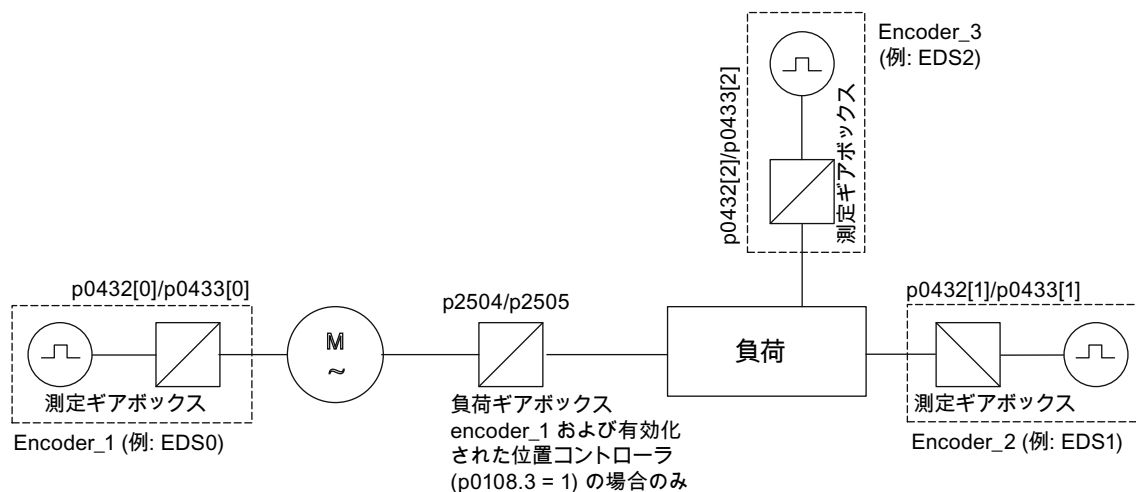 Encoder_3
(例: EDS2)
p0432[2]/p0433[2]
測定ギアボックス
p0432[0]/p0433[0]
p2504/p2505
p0432[1]/p0433[1]
M
~
負荷
測定ギアボックス
Encoder_1 (例: EDS0)
負荷ギアボックス
encoder_1 および有効化
された位置コントローラ
(p0108.3 = 1) の場合のみ
測定ギアボックス
Encoder_2 (例: EDS1)